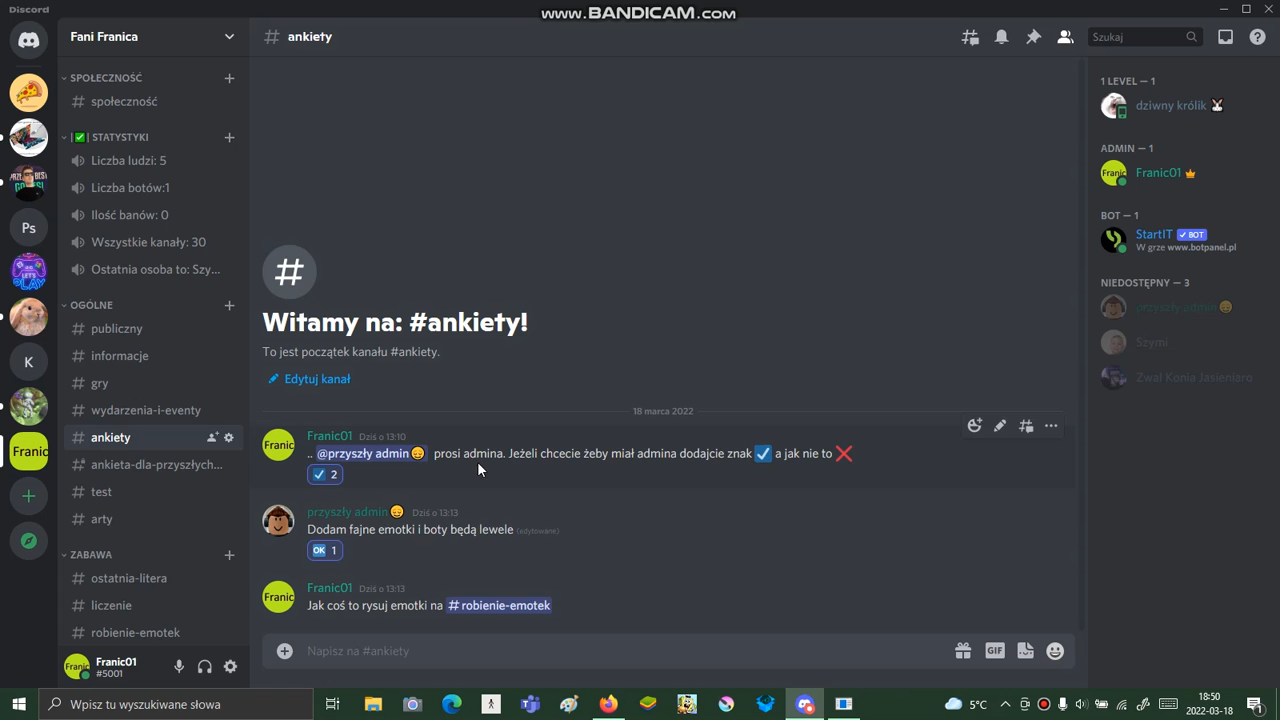 Discord
www.BANDICAM.com
Fani Franica
ankiety
Szukaj
SPOŁECZNOŚĆ
społeczność
STATYSTYKI
Liczba ludzi: 5
Liczba botów:1
Ilość banów: 0
Wszystkie kanały: 30
Ostatnia osoba to: Szy...
OGÓLNE
publiczny
informacje
gry
wydarzenia-i-eventy
ankiety
ankieta-dla-przyszłych...
test
arty
ZABAWA
ostatnia-litera
liczenie
robienie-emotek
Franic01
#5001
Ps
K
Franic
Witamy na: #ankiety!
To jest początek kanału #ankiety.
Edytuj kanał
18 marca 2022
Franic01 Dziś o 13:10
.. @przyszły admin😔 prosi admina. Jeżeli chcecie żeby miał admina dodajcie znak ☑️ a jak nie to ❌
2
przyszły admin😔 Dziś o 13:13
Dodam fajne emotki i boty będą lewele (edytowane)
OK 1
Franic01 Dziś o 13:13
Jak coś to rysuj emotki na # robienie-emotek
Napisz na #ankiety
GIF
1 LEVEL — 1
dziwny królik
ADMIN — 1
Franic01
BOT — 1
StartIT ✓ BOT
W grze www.botpanel.pl
NIEDOSTĘPNY — 3
przyszły admin
Szymi
Zwał Konia Jasieniaro
Wpisz tu wyszukiwane słowa
5°C
18:50
2022-03-18